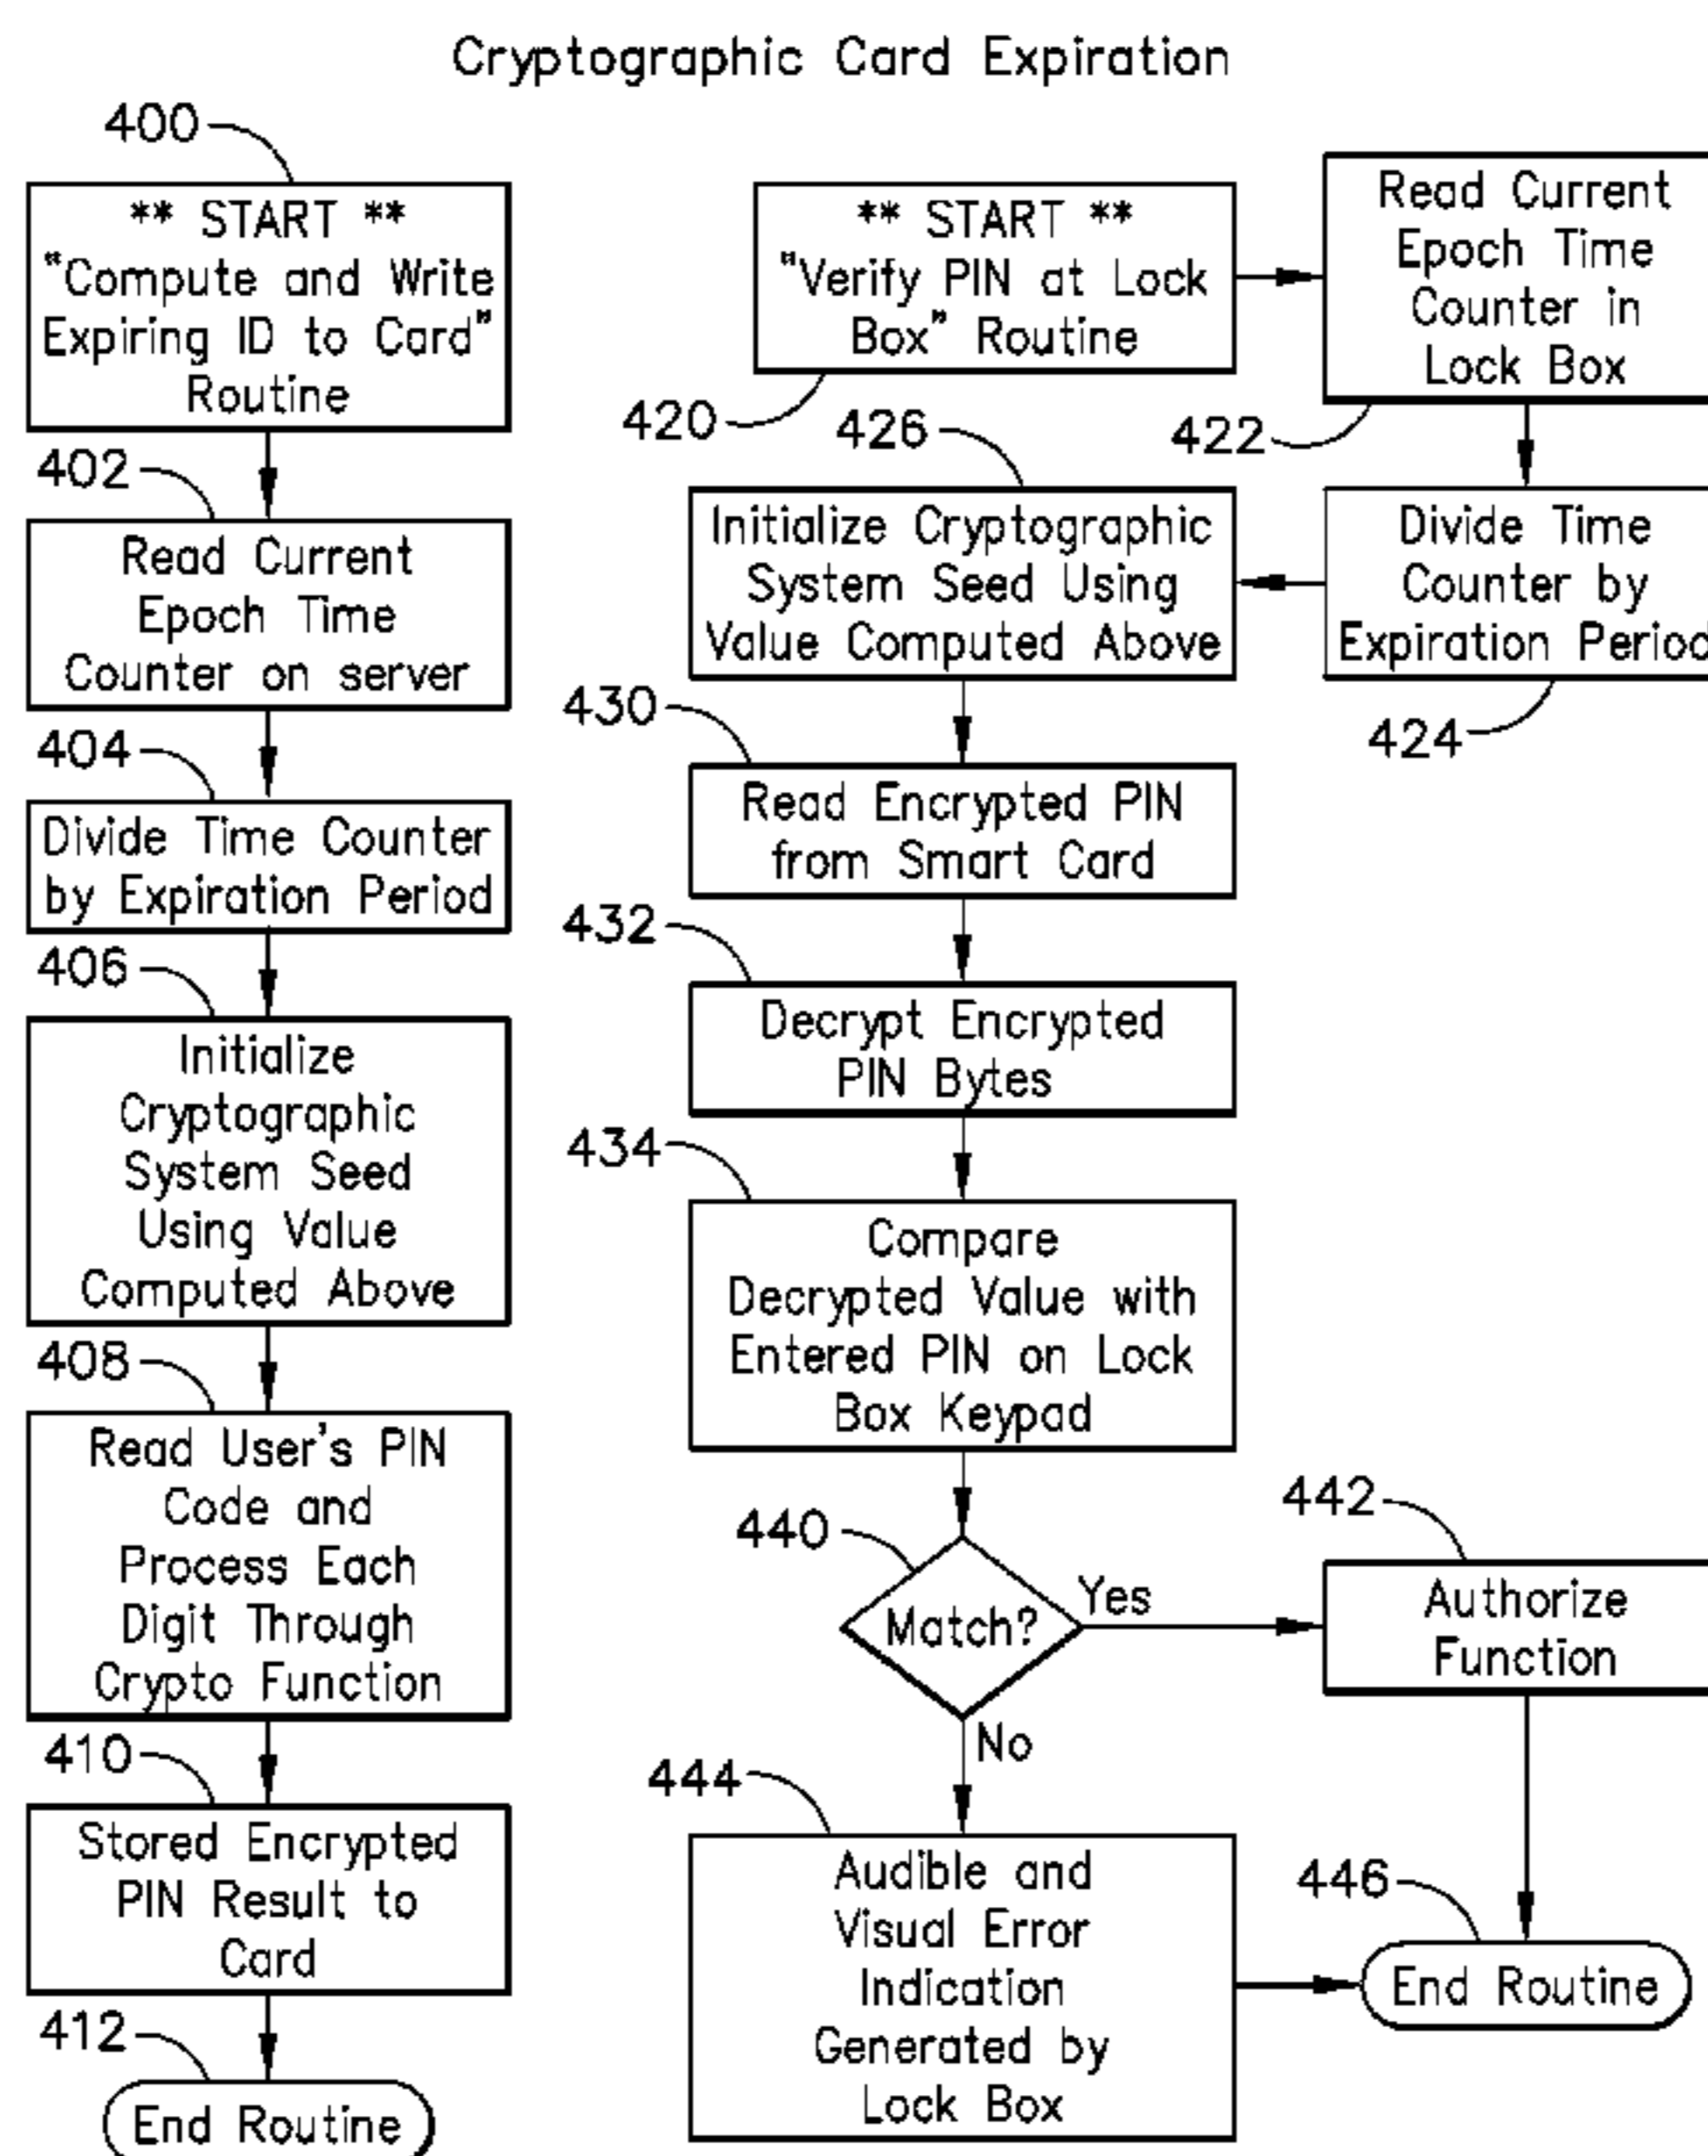 Cryptographic Card Expiration
400
** START **
"Compute and Write
Expiring ID to Card"
Routine
402
Read Current
Epoch Time
Counter on server
404
Divide Time Counter
by Expiration Period
406
Initialize
Cryptographic
System Seed
Using Value
Computed Above
408
Read User's PIN
Code and
Process Each
Digit Through
Crypto Function
410
Stored Encrypted
PIN Result to
Card
412
End Routine
** START **
"Verify PIN at Lock
Box" Routine
420
Read Current
Epoch Time
Counter in
Lock Box
422
Divide Time
Counter by
Expiration Period
424
426
Initialize Cryptographic
System Seed Using
Value Computed Above
430
Read Encrypted PIN
from Smart Card
432
Decrypt Encrypted
PIN Bytes
434
Compare
Decrypted Value with
Entered PIN on Lock
Box Keypad
440
Match?
Yes
No
442
Authorize
Function
444
Audible and
Visual Error
Indication
Generated by
Lock Box
446
End Routine